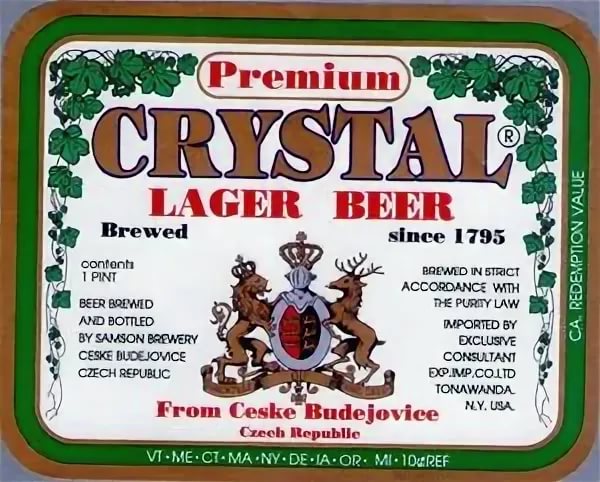 Premium
CRYSTAL®
LAGER BEER
Brewed since 1795
contents
1 PINT
BEER BREWED
AND BOTTLED
BY SAMSON BREWERY
CESKE BUDEJOVICE
CZECH REPUBLIC
BREWED IN STRICT
ACCORDANCE WITH
THE PURITY LAW
IMPORTED BY
EXCLUSIVE
CONSULTANT
EXP.IMP.CO.LTD
TONAWANDA.
N.Y. USA.
From Ceske Budejovice
Czech Republic
VT·ME·CT·MA·NY·DE·IA·OR· MI·10¢REF
CA. REDEMPTION VALUE